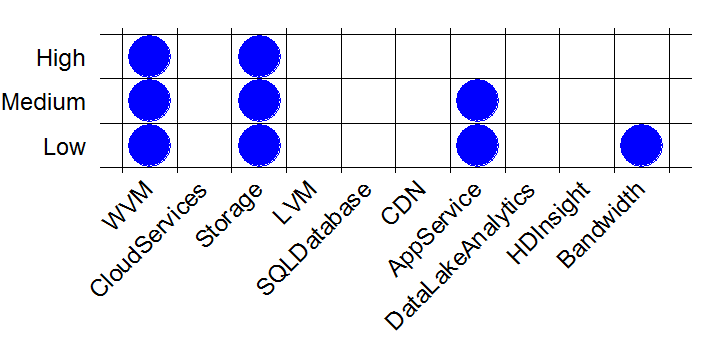 High
Medium
Low
WVM
CloudServices
Storage
LVM
SQLDatabase
CDN
AppService
DataLakeAnalytics
HDInsight
Bandwidth